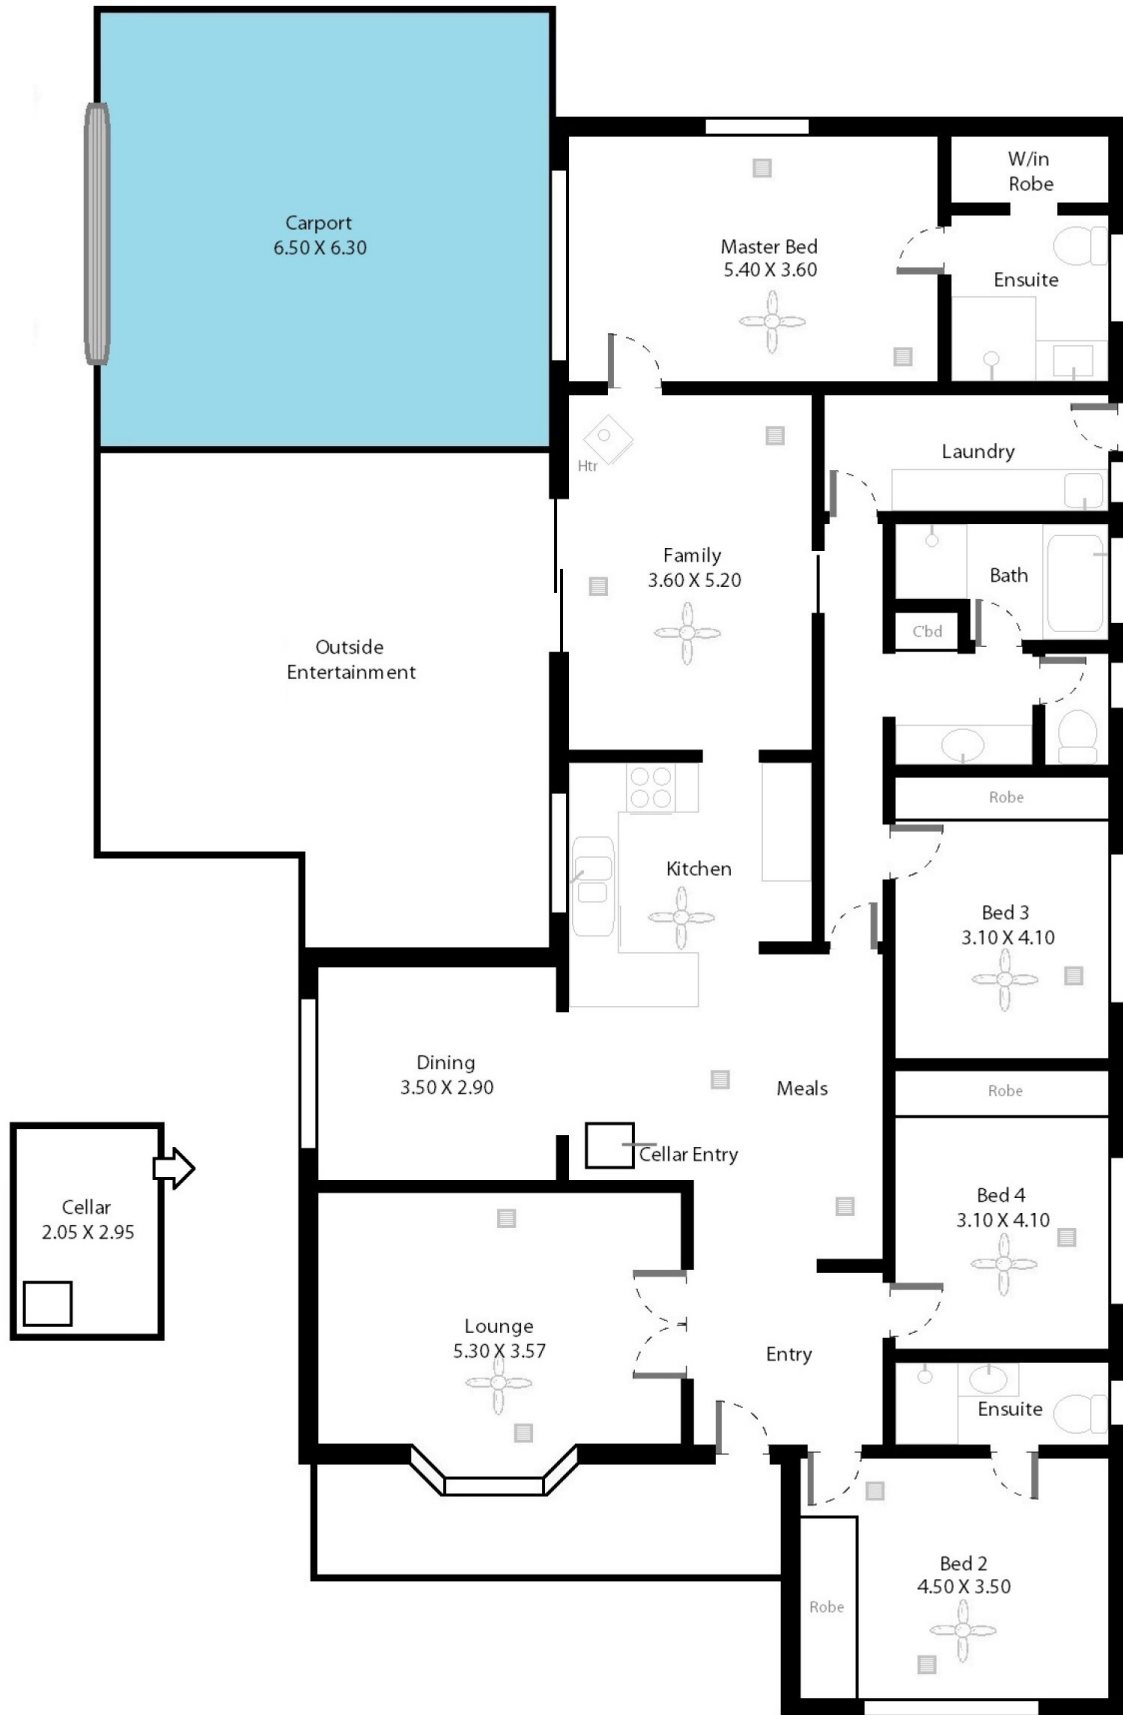 Carport
6.50 X 6.30
W/in
Robe
Master Bed
5.40 X 3.60
Ensuite
Htr
Laundry
Family
3.60 X 5.20
Bath
C'bd
Outside
Entertainment
Robe
Kitchen
Bed 3
3.10 X 4.10
Dining
3.50 X 2.90
Meals
Robe
Cellar Entry
Cellar
2.05 X 2.95
Bed 4
3.10 X 4.10
Lounge
5.30 X 3.57
Entry
Ensuite
Bed 2
4.50 X 3.50
Robe